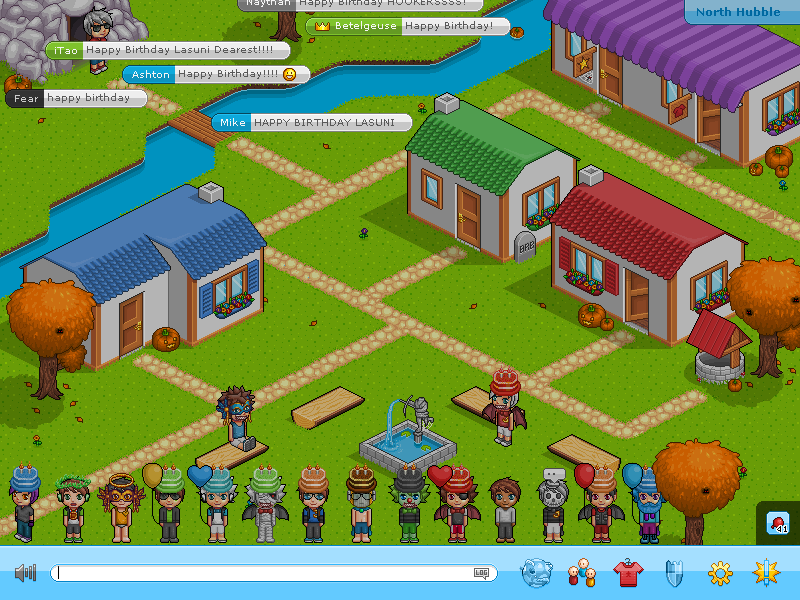 Naythan Happy Birthday HOOKERSSSS!
North Hubble
Betelgeuse Happy Birthday!
iTao Happy Birthday Lasuni Dearest!!!!
Ashton Happy Birthday!!!!
Fear happy birthday
Mike HAPPY BIRTHDAY LASUNI
BRB
41
LOG